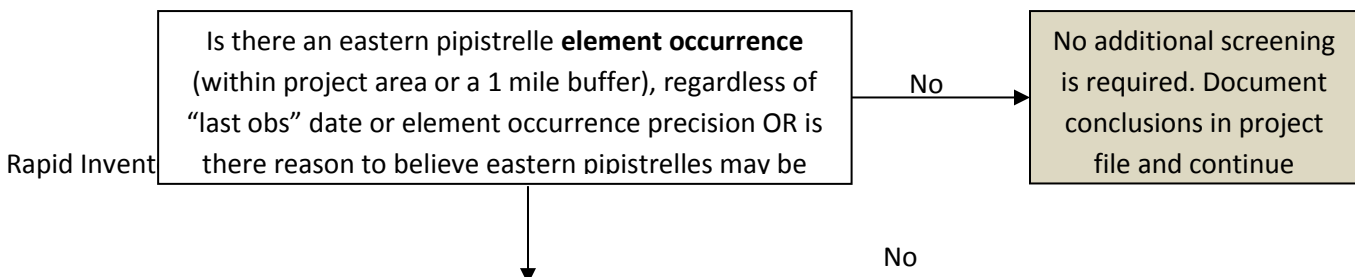 Is there an eastern pipistrelle element occurrence
(within project area or a 1 mile buffer), regardless of
“last obs” date or element occurrence precision OR is
there reason to believe eastern pipistrelles may be
No
No additional screening
is required. Document
conclusions in project
file and continue
Rapid Invent
No